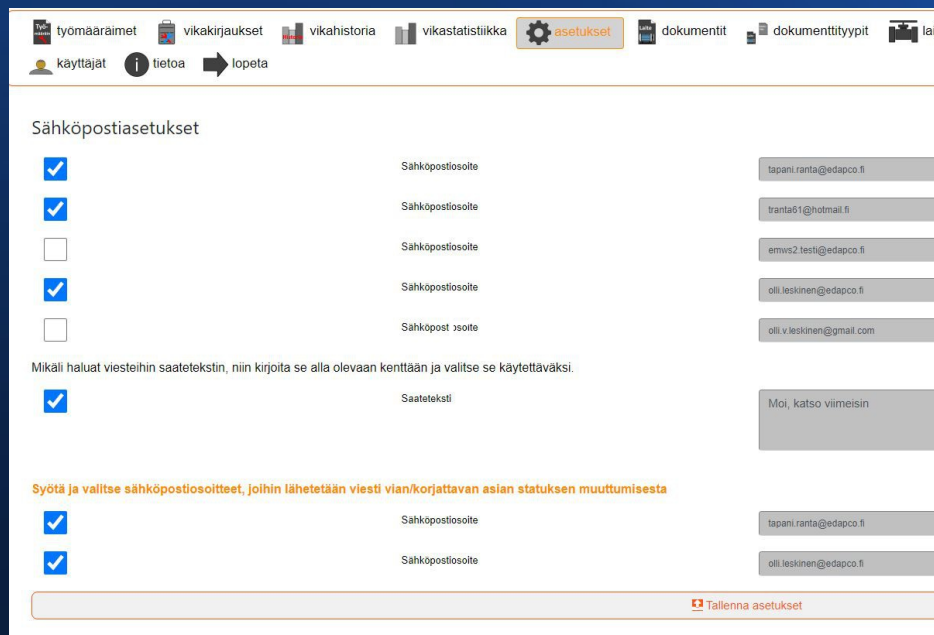 työmääräimet vikakirjaukset vikahistoria vikastatistiikka asetukset dokumentit dokumenttityypit lai
käyttäjät tietoa lopeta
Sähköpostiasetukset
Sähköpostiosoite tapani.ranta@edapco.fi
Sähköpostiosoite tranta61@hotmail.fi
Sähköpostiosoite emws2.testi@edapco.fi
Sähköpostiosoite olli.leskinen@edapco.fi
Sähköpost osoite olli.v.leskinen@gmail.com
Mikäli haluat viesteihin saatetekstin, niin kirjoita se alla olevaan kenttään ja valitse se käytettäväksi.
Saateteksti Moi, katso viimeisin
Syötä ja valitse sähköpostiosoitteet, joihin lähetetään viesti vian/korjattavan asian statuksen muuttumisesta
Sähköpostiosoite tapani.ranta@edapco.fi
Sähköpostiosoite olli.leskinen@edapco.fi
Tallenna asetukset